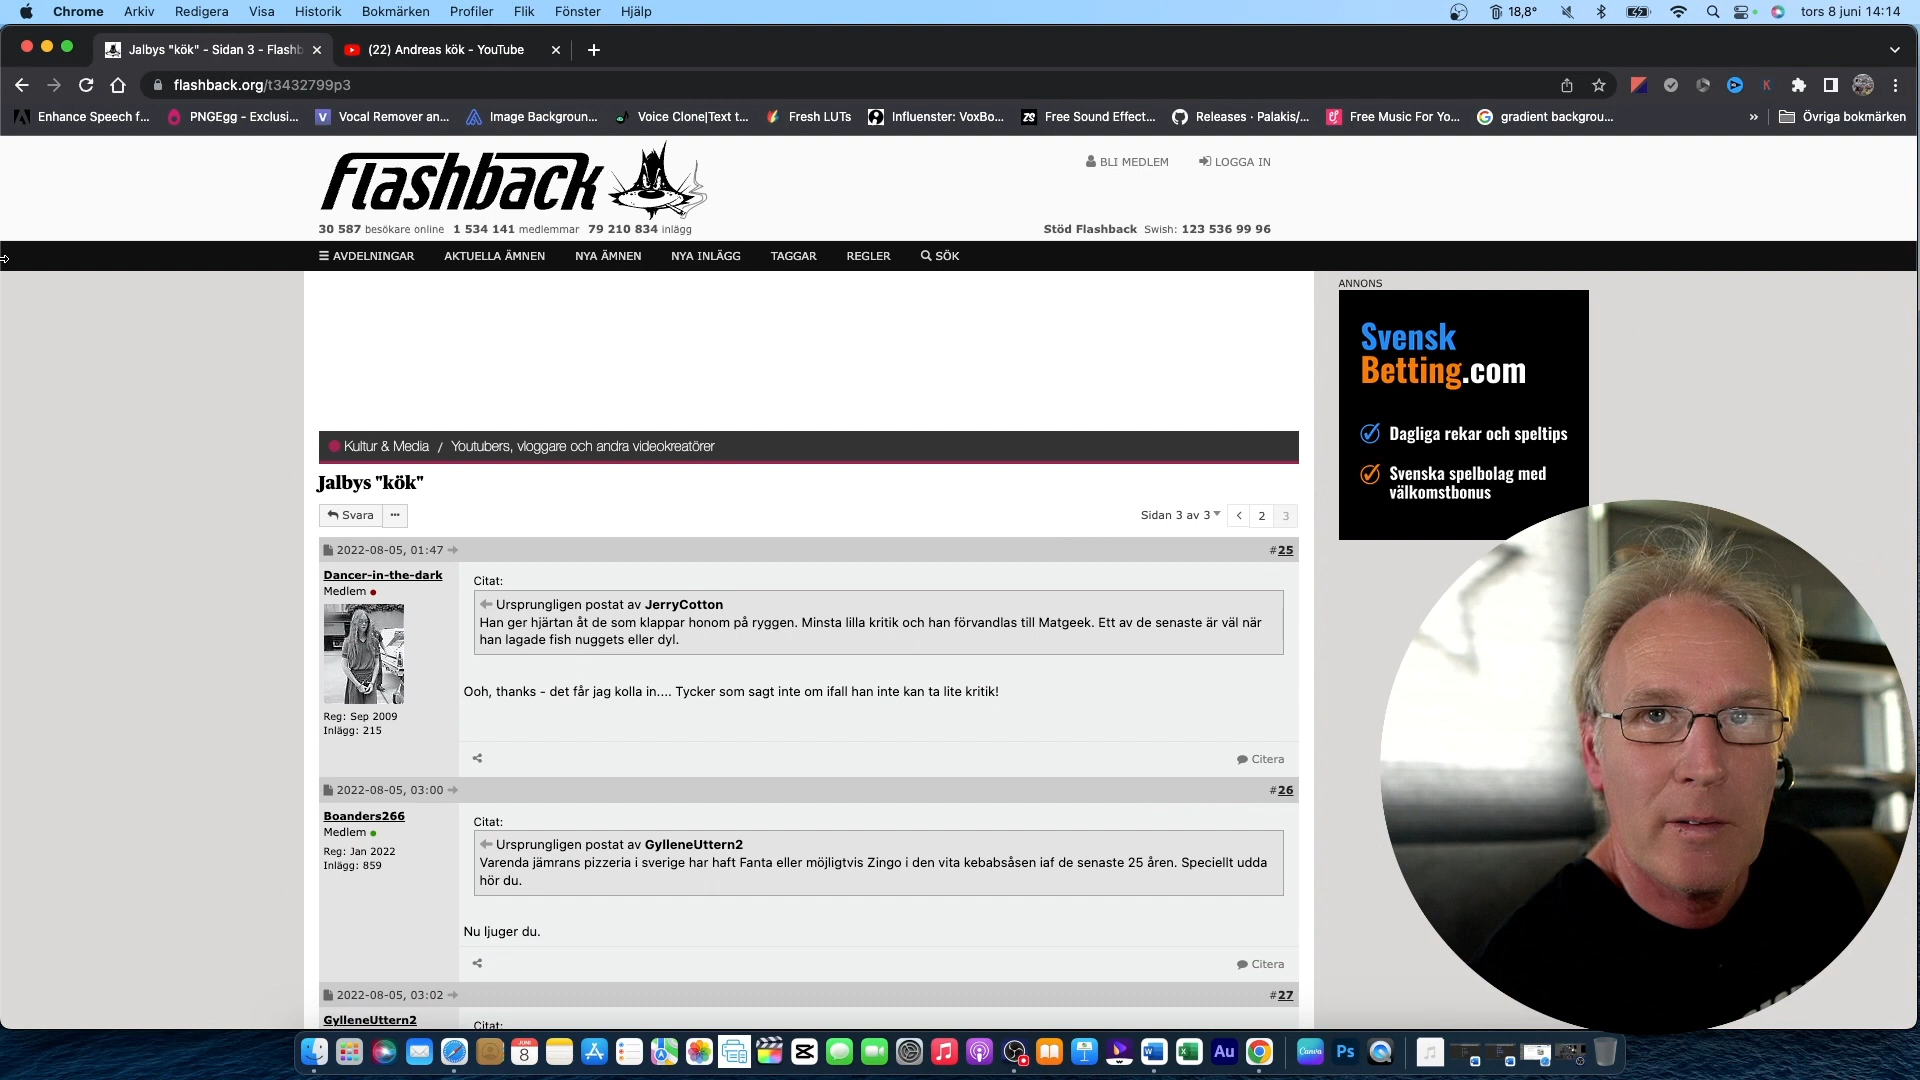 Chrome Arkiv Redigera Visa Historik Bokmärken Profiler Flik Fönster Hjälp 18,8° tors 8 juni 14:14
Jalbys "kök" - Sidan 3 - Flashb (22) Andreas kök - YouTube
flashback.org/t3432799p3
Enhance Speech f... PNGEgg - Exclusi... Vocal Remover an... Image Backgroun... Voice Clone|Text t... Fresh LUTs Influenster: VoxBo... Free Sound Effect... Releases · Palakis/... Free Music For Yo... gradient backgrou... » Övriga bokmärken
flashback
BLI MEDLEM LOGGA IN
30 587 besökare online 1 534 141 medlemmar 79 210 834 inlägg
Stöd Flashback Swish: 123 536 99 96
AVDELNINGAR AKTUELLA ÄMNEN NYA ÄMNEN NYA INLÄGG TAGGAR REGLER SÖK
ANNONS
Svensk
Betting.com
Dagliga rekar och speltips
Svenska spelbolag med
välkomstbonus
Kultur & Media / Youtubers, vloggare och andra videokreatörer
Jalbys "kök"
Svara ...
Sidan 3 av 3 2 3
2022-08-05, 01:47 #25
Dancer-in-the-dark
Medlem
Reg: Sep 2009
Inlägg: 215
Citat:
Ursprungligen postat av JerryCotton
Han ger hjärtan åt de som klappar honom på ryggen. Minsta lilla kritik och han förvandlas till Matgeek. Ett av de senaste är väl när
han lagade fish nuggets eller dyl.
Ooh, thanks - det får jag kolla in.... Tycker som sagt inte om ifall han inte kan ta lite kritik!
Citera
2022-08-05, 03:00 #26
Boanders266
Medlem
Reg: Jan 2022
Inlägg: 859
Citat:
Ursprungligen postat av GylleneUttern2
Varenda jämrans pizzeria i sverige har haft Fanta eller möjligtvis Zingo i den vita kebabsåsen iaf de senaste 25 åren. Speciellt udda
hör du.
Nu ljuger du.
Citera
2022-08-05, 03:02 #27
GylleneUttern2
Citat:
JUNI
8
Au
Canva
Ps